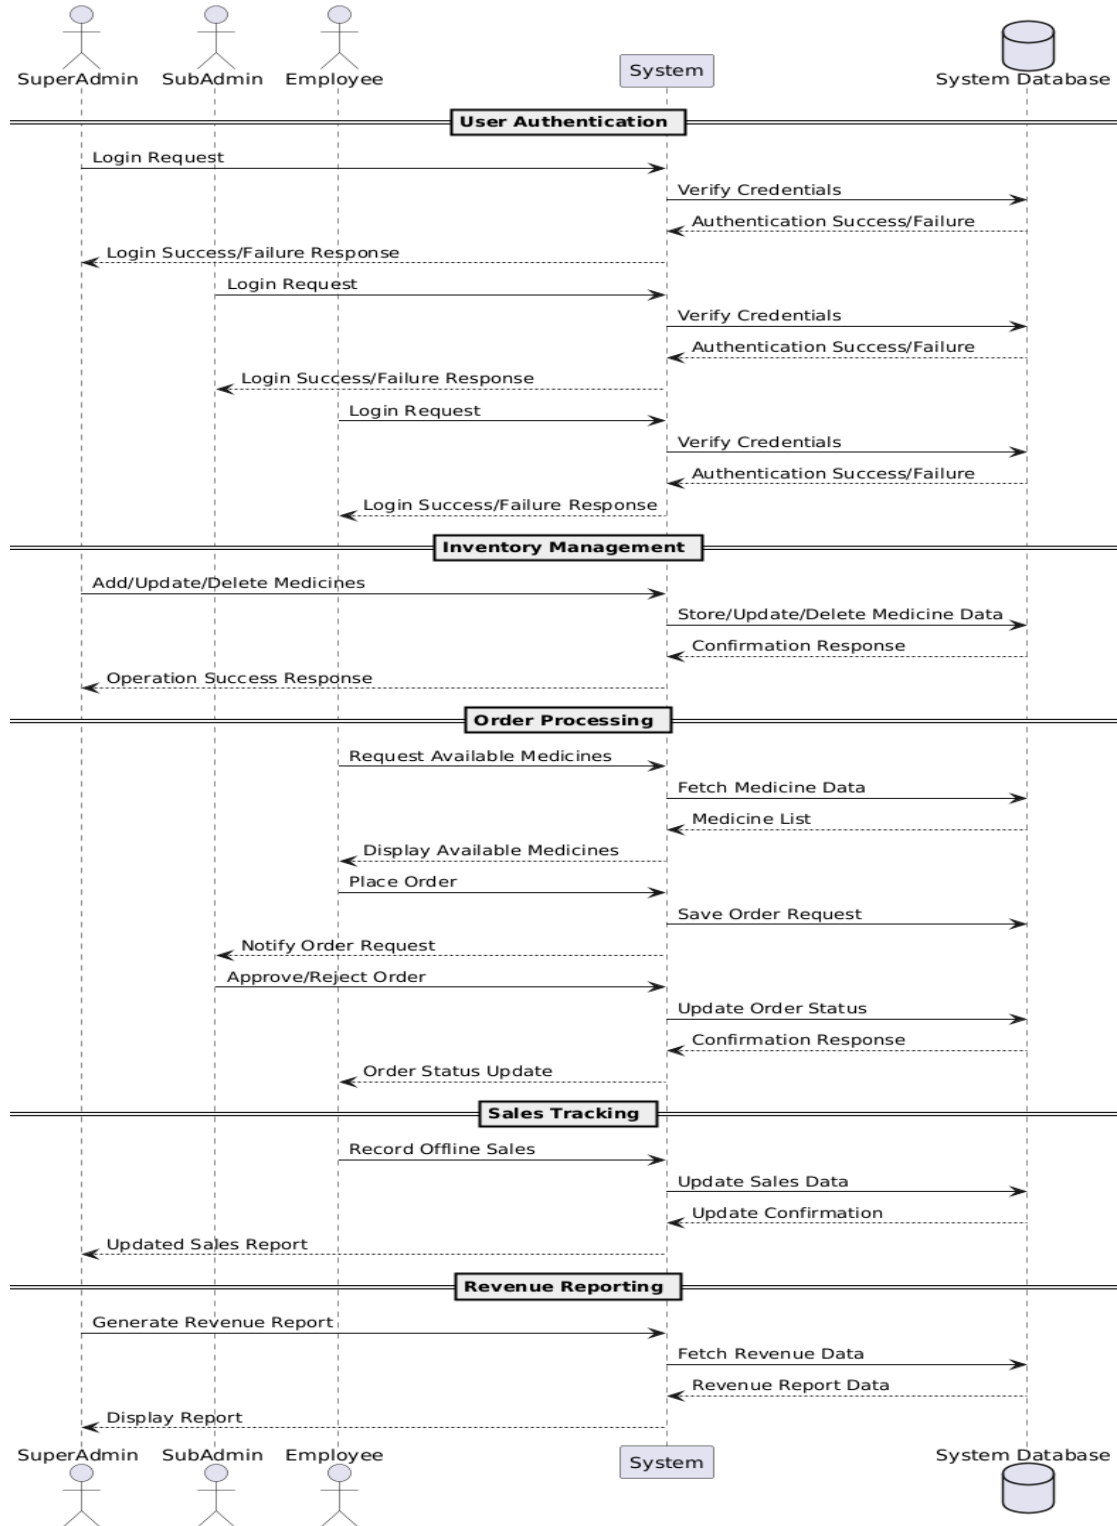 SuperAdmin SubAdmin Employee System System Database
User Authentication
Login Request
Verify Credentials
Authentication Success/Failure
Login Success/Failure Response
Login Request
Verify Credentials
Authentication Success/Failure
Login Success/Failure Response
Login Request
Verify Credentials
Authentication Success/Failure
Login Success/Failure Response
Inventory Management
Add/Update/Delete Medicines
Store/Update/Delete Medicine Data
Confirmation Response
Operation Success Response
Order Processing
Request Available Medicines
Fetch Medicine Data
Medicine List
Display Available Medicines
Place Order
Save Order Request
Notify Order Request
Approve/Reject Order
Update Order Status
Confirmation Response
Order Status Update
Sales Tracking
Record Offline Sales
Update Sales Data
Update Confirmation
Updated Sales Report
Revenue Reporting
Generate Revenue Report
Fetch Revenue Data
Revenue Report Data
Display Report
SuperAdmin SubAdmin Employee System System Database